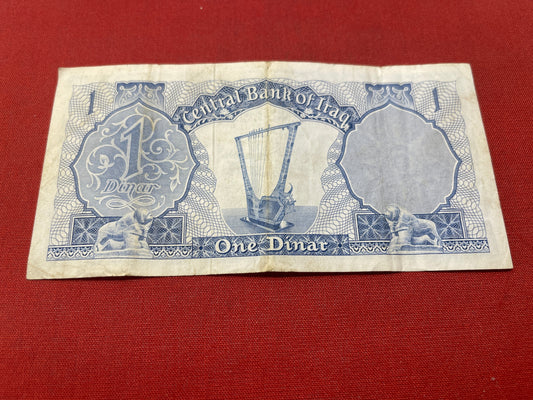 1
Central Bank of Iraq
1
1
Dinar
One Dinar